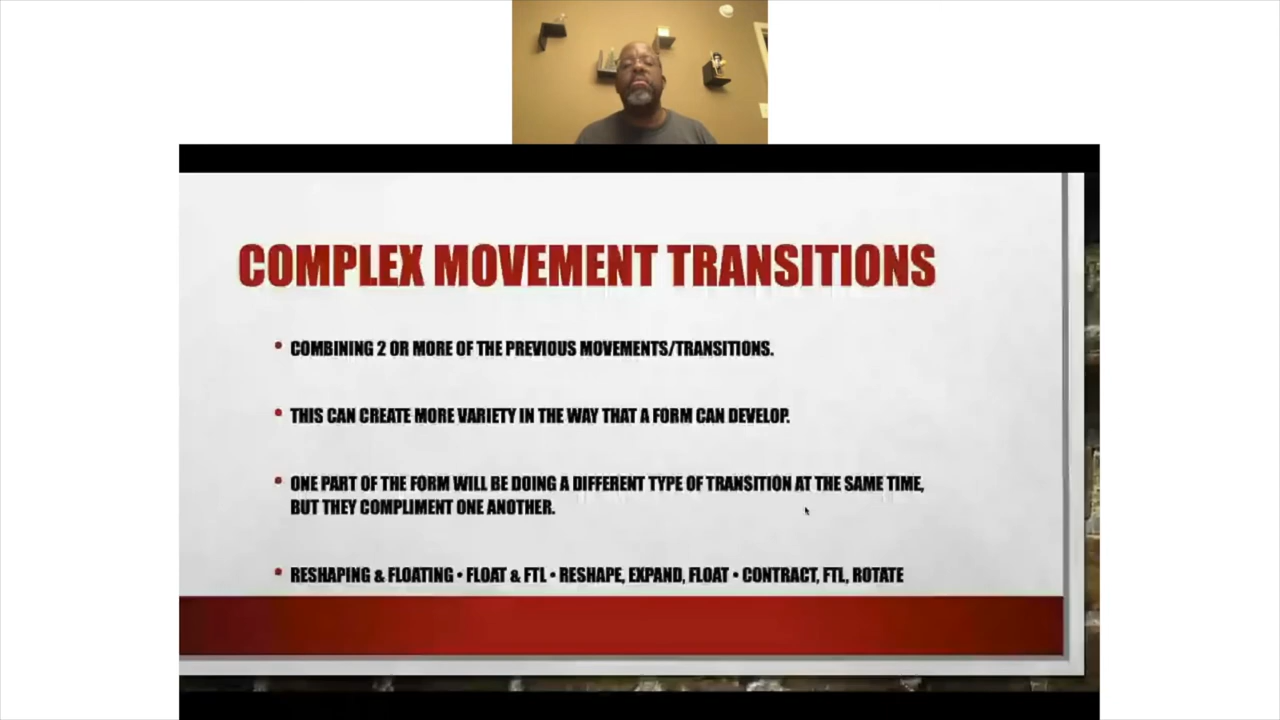 COMPLEX MOVEMENT TRANSITIONS
• COMBINING 2 OR MORE OF THE PREVIOUS MOVEMENTS/TRANSITIONS.
• THIS CAN CREATE MORE VARIETY IN THE WAY THAT A FORM CAN DEVELOP.
• ONE PART OF THE FORM WILL BE DOING A DIFFERENT TYPE OF TRANSITION AT THE SAME TIME,
BUT THEY COMPLIMENT ONE ANOTHER.
• RESHAPING & FLOATING • FLOAT & FTL • RESHAPE, EXPAND, FLOAT • CONTRACT, FTL, ROTATE